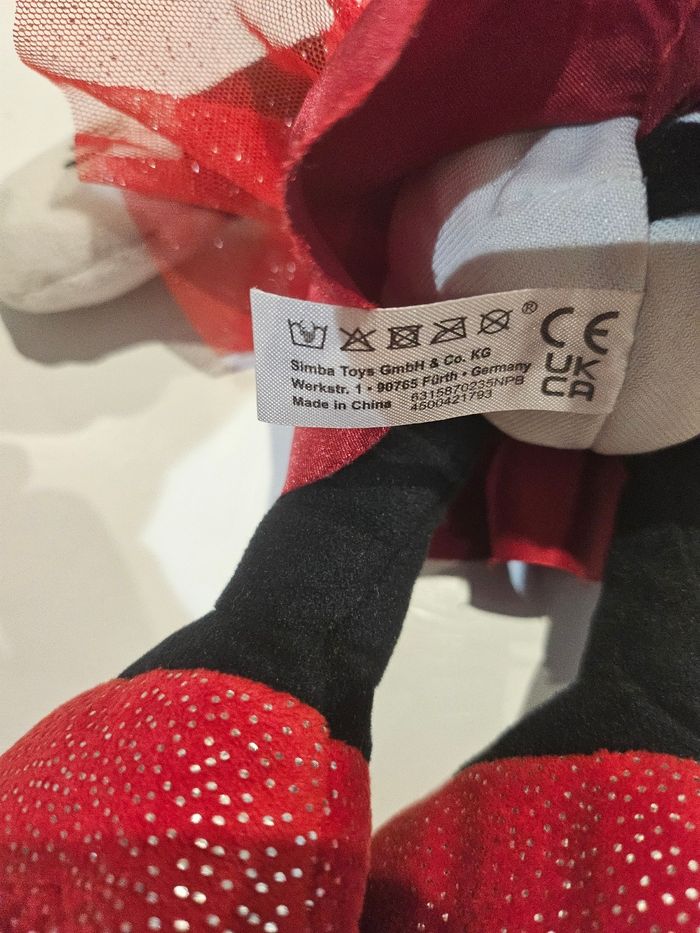 ®
CE
Simba Toys GmbH & Co. KG
Werkstr. 1 • 90765 Fürth • Germany
Made in China
6315870235NPB
4500421793
UK
CA